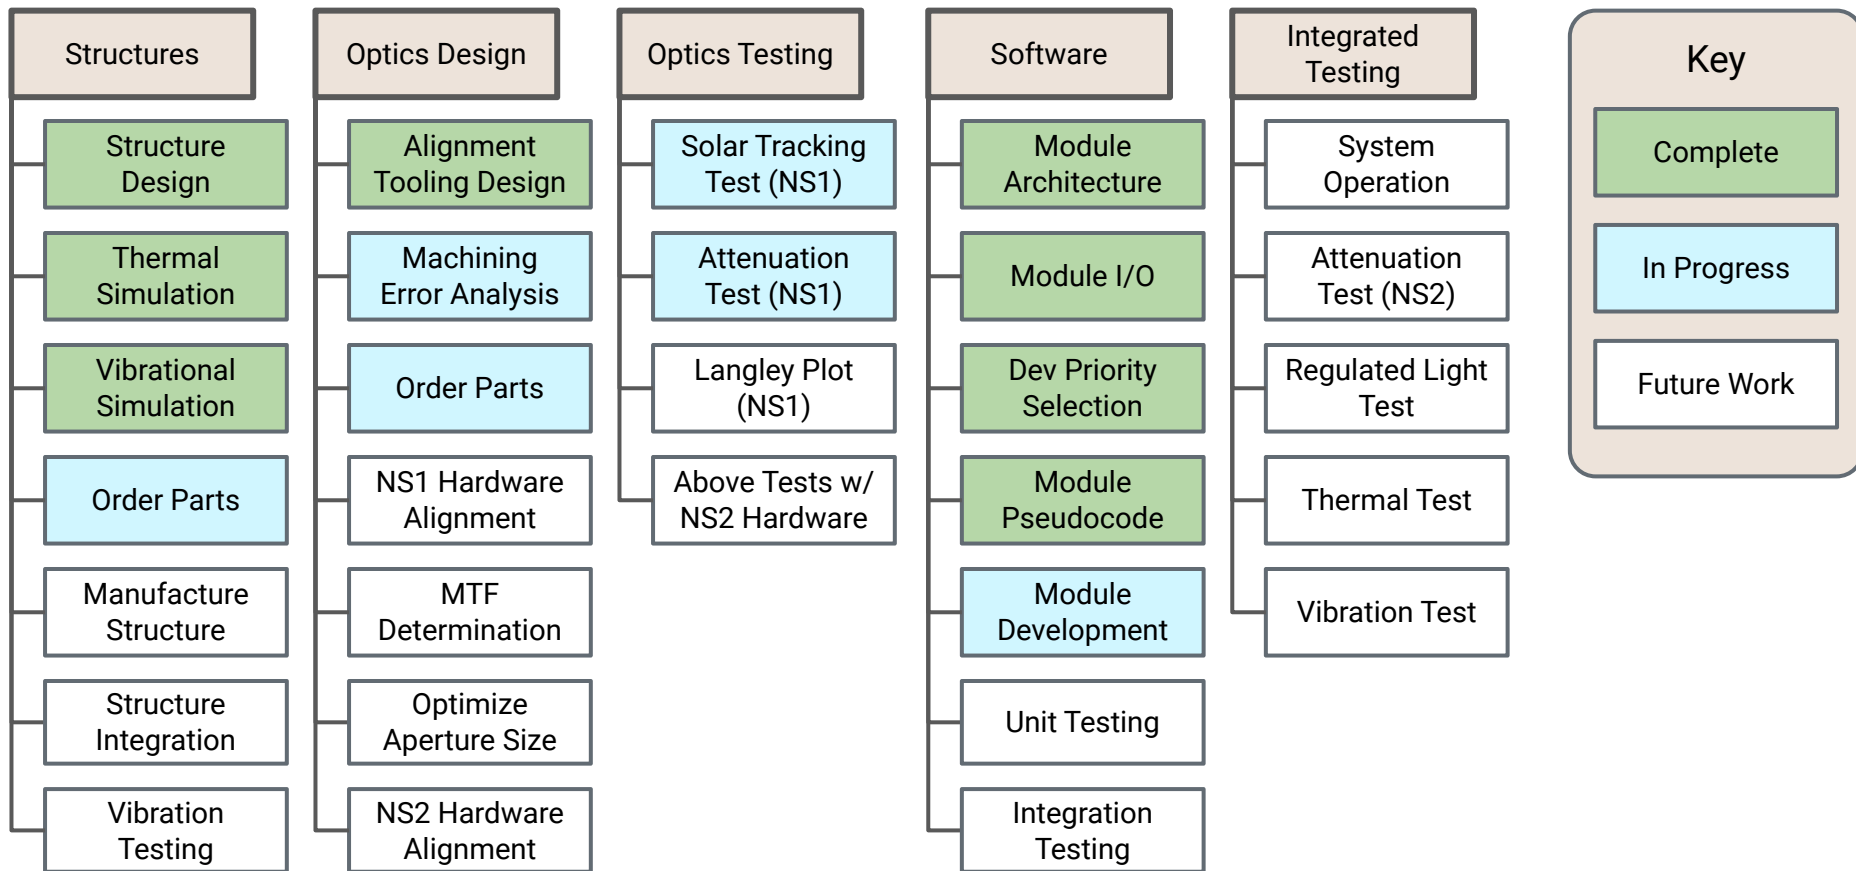 Structures
Structure
Design
Thermal
Simulation
Vibrational
Simulation
Order Parts
Manufacture
Structure
Structure
Integration
Vibration
Testing
Optics Design
Alignment
Tooling Design
Machining
Error Analysis
Order Parts
NS1 Hardware
Alignment
MTF
Determination
Optimize
Aperture Size
NS2 Hardware
Alignment
Optics Testing
Solar Tracking
Test (NS1)
Attenuation
Test (NS1)
Langley Plot
(NS1)
Above Tests w/
NS2 Hardware
Software
Module
Architecture
Module I/O
Dev Priority
Selection
Module
Pseudocode
Module
Development
Unit Testing
Integration
Testing
Integrated
Testing
System
Operation
Attenuation
Test (NS2)
Regulated Light
Test
Thermal Test
Vibration Test
Key
Complete
In Progress
Future Work